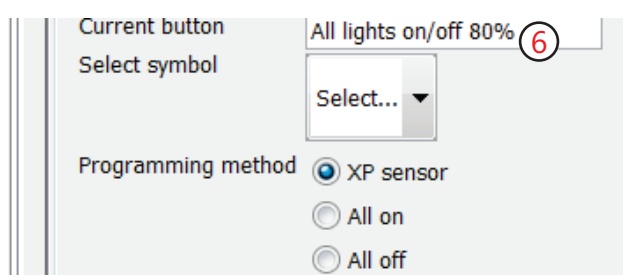 Current button All lights on/off 80% 6
Select symbol
Select...
Programming method XP sensor
All on
All off